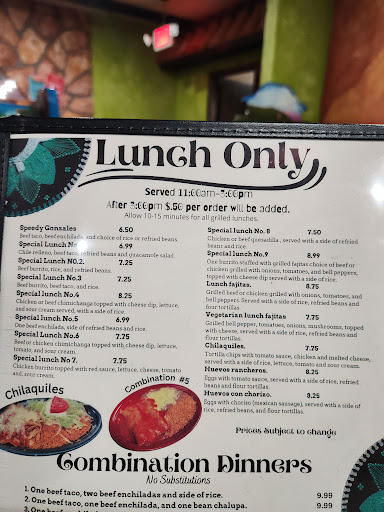 Lunch Only
Served 11:00am-3:00pm
After 3:00pm $.50 per order will be added.
Allow 10-15 minutes for all grilled lunches.
Speedy Gonzales 6.50
Beef taco, beef enchilada, and choice of rice or refried beans
Special Lunch No.1 6.99
Chile relleno, beef taco, refried beans and guacamole salad.
Special Lunch NO.2. 7.25
Beef burrito, rice, and refried beans.
Special Lunch No.3 7.25
Beef burrito, beef taco, and rice.
Special Lunch No.4 8.25
Chicken or beef chimichanga topped with cheese dip, lettuce,
and sour cream served with a side of rice.
Special Lunch No.5 6.99
One beef enchilada, side of refried beans and rice.
Special Lunch No.6 7.75
Beef or chicken chimichanga topped with cheese dip, lettuce,
tomato, and sour cream.
Special lunch No 7. 7.75
Chicken burrito topped with red sauce, lettuce, cheese, tomato
and, sour cream.
Special lunch No. 8 7.50
Chicken or beef quesadilla, served with a side of refried
beans and rice.
Special lunch No.9 8.99
One burrito stuffed with grilled fajitas choice of beef or
chicken grilled with onions, tomatoes, and bell peppers,
topped with cheese dip served with a side of rice.
Lunch fajitas. 8.75
Grilled beef or chicken grilled with onions, tomatoes, and
bell peppers. Served with a side of rice, refried beans and
flour tortillas.
Vegetarian lunch fajitas 7.75
Grilled bell pepper, tomatoes, onions, mushrooms, topped
with cheese, served with a side of rice, refried beans and
flour tortillas.
Chilaquiles. 7.75
Tortilla chips with tomato sauce, chicken and melted cheese,
served with a side of rice, lettuce, tomato and sour cream.
Huevos rancheros. 8.25
Eggs with tomato sauce, served with a side of rice, refried
beans and flour tortillas.
Huevos con chorizo. 9.25
Eggs with chorizo (mexican sausage), served with a side of
rice, refried beans, and flour tortillas.
Prices Subject to change
Chilaquiles
Combination #5
Combination Dinners
No Substitutions
1. One beef taco, two beef enchiladas and side of rice. 9.99
2. One beef taco, one beef enchilada, and one bean chalupa. 9.99
9.99